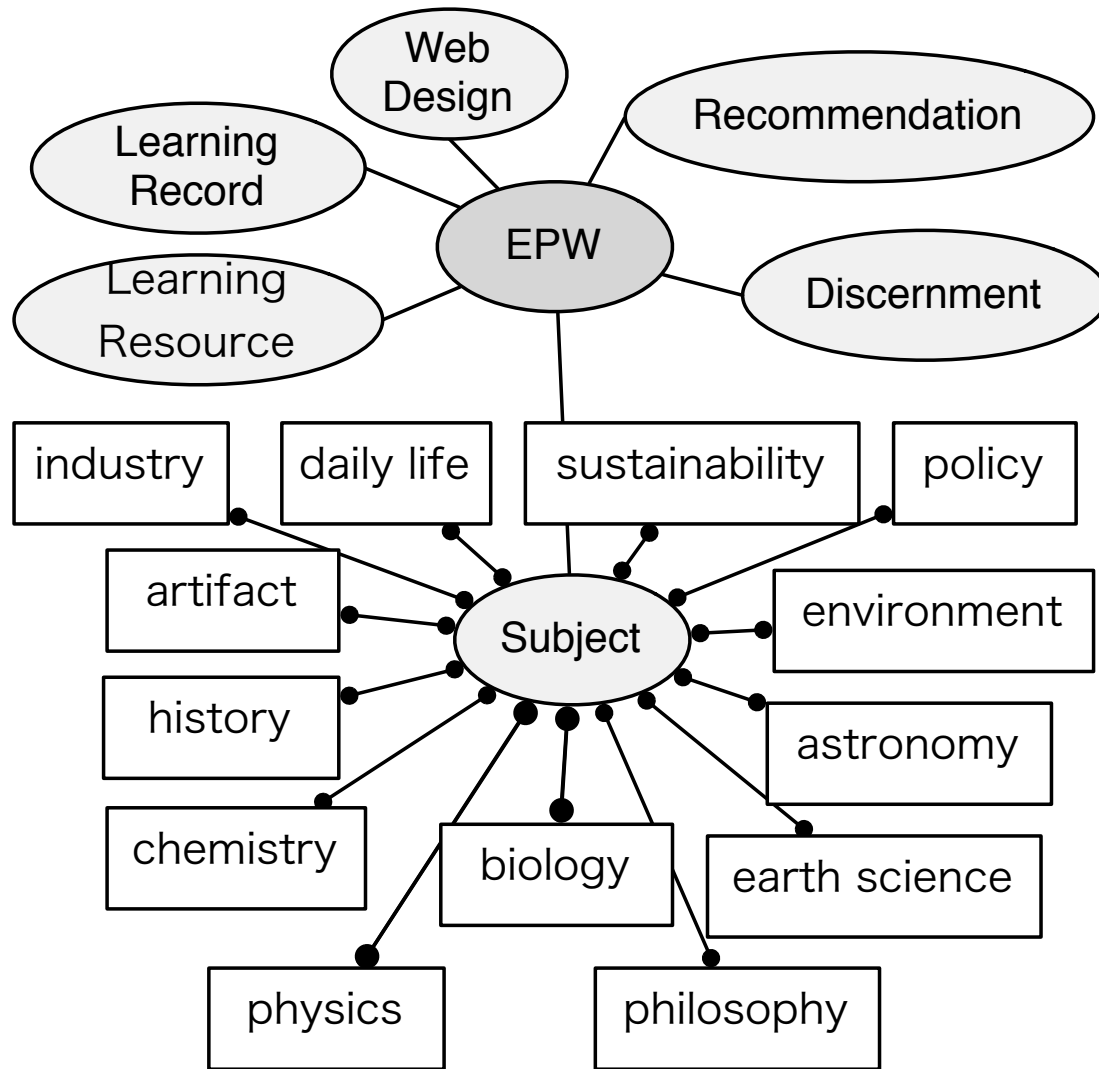 Web
Design
Recommendation
Learning
Record
EPW
Learning
Resource
Discernment
industry
daily life
sustainability
policy
artifact
environment
Subject
history
astronomy
chemistry
biology
earth science
physics
philosophy